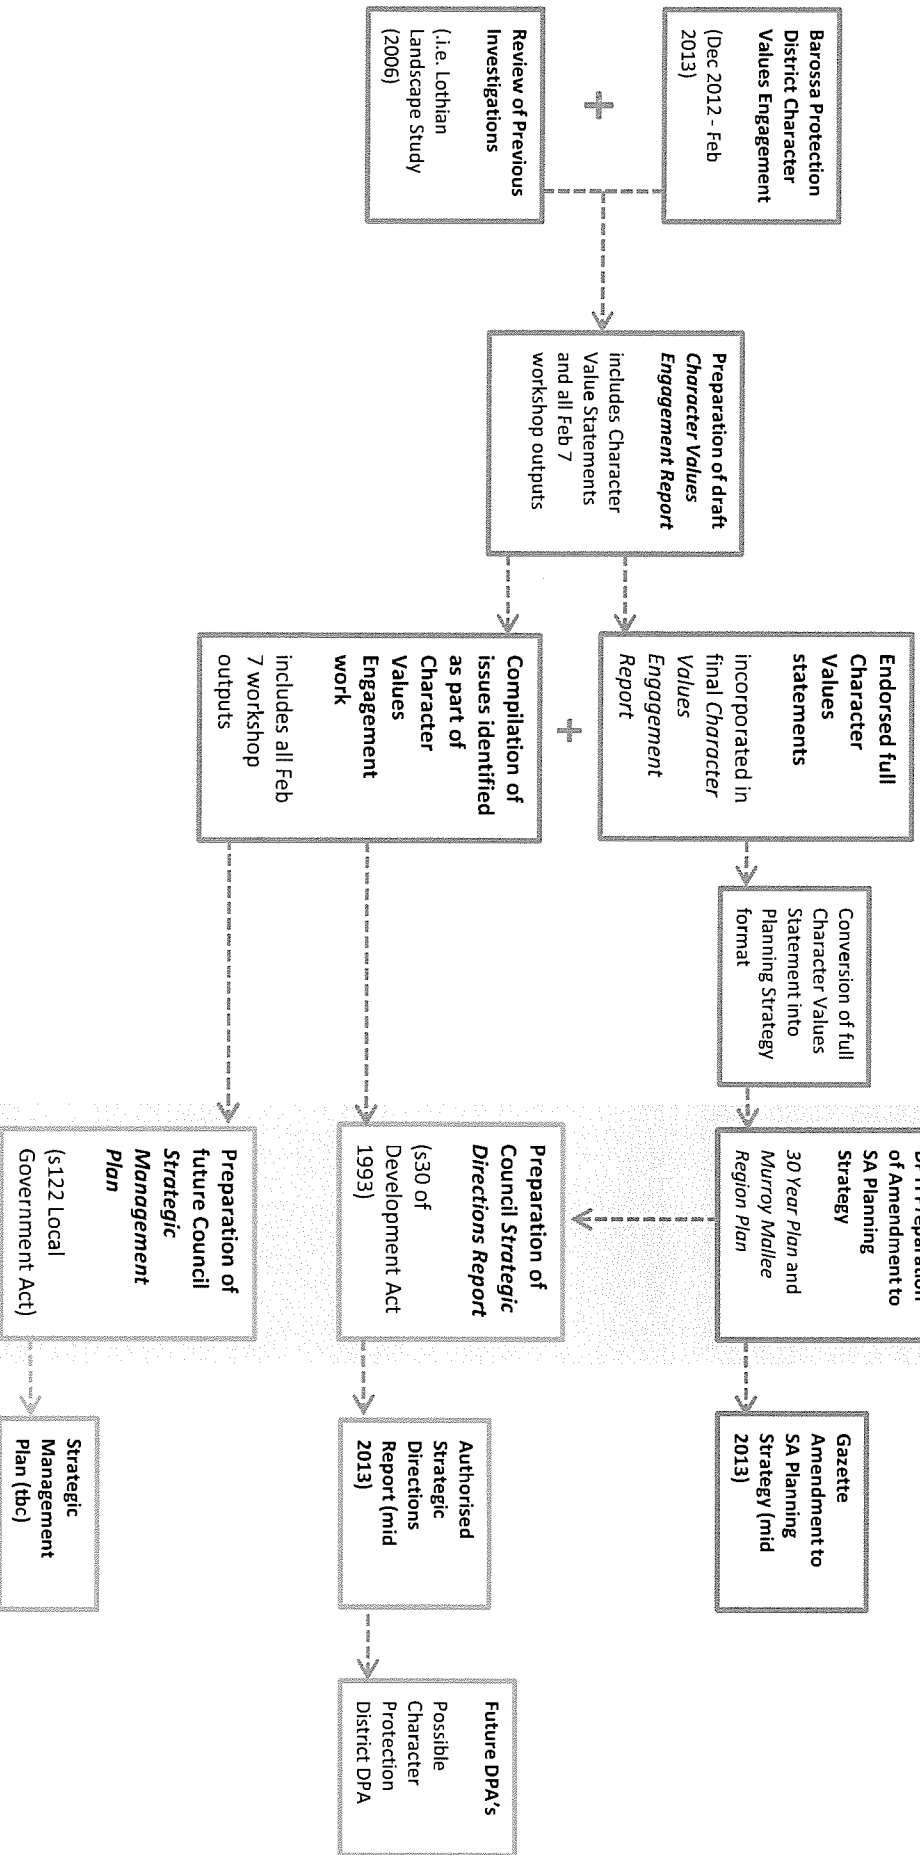 Barossa Protection
District Character
Values Engagement
(Dec 2012 - Feb
2013)
+
Review of Previous
Investigations
(.i.e. Lothian
Landscape Study
(2006)
Preparation of draft
Character Values
Engagement Report
includes Character
Value Statements
and all Feb 7
workshop outputs
Endorsed full
Character
Values
statements
incorporated in
final Character
Values
Engagement
Report
+
Compilation of
issues identified
as part of
Character
Values
Engagement
work
includes all Feb
7 workshop
outputs
Conversion of full
Character Values
Statement into
Planning Strategy
format
Preparation
of Amendment to
SA Planning
Strategy
30 Year Plan and
Murroy Mallee
Region Plan
Preparation of
Council Strategic
Directions Report
(s30 of
Development Act
1993)
Preparation of
future Council
Strategic
Management
Plan
(s122 Local
Government Act)
Gazette
Amendment to
SA Planning
Strategy (mid
2013)
Authorised
Strategic
Directions
Report (mid
2013)
Strategic
Management
Plan (tbc)
Future DPA's
Possible
Character
Protection
District DPA